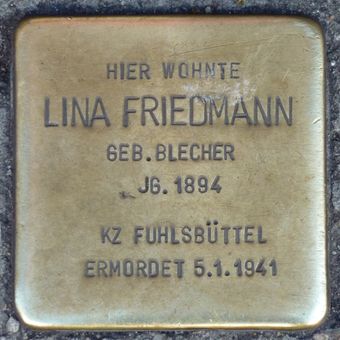 HIER WOHNTE
LINA FRIEDMANN
GEB. BLECHER
JG. 1894
KZ FUHLSBÜTTEL
ERMORDET 5.1.1941